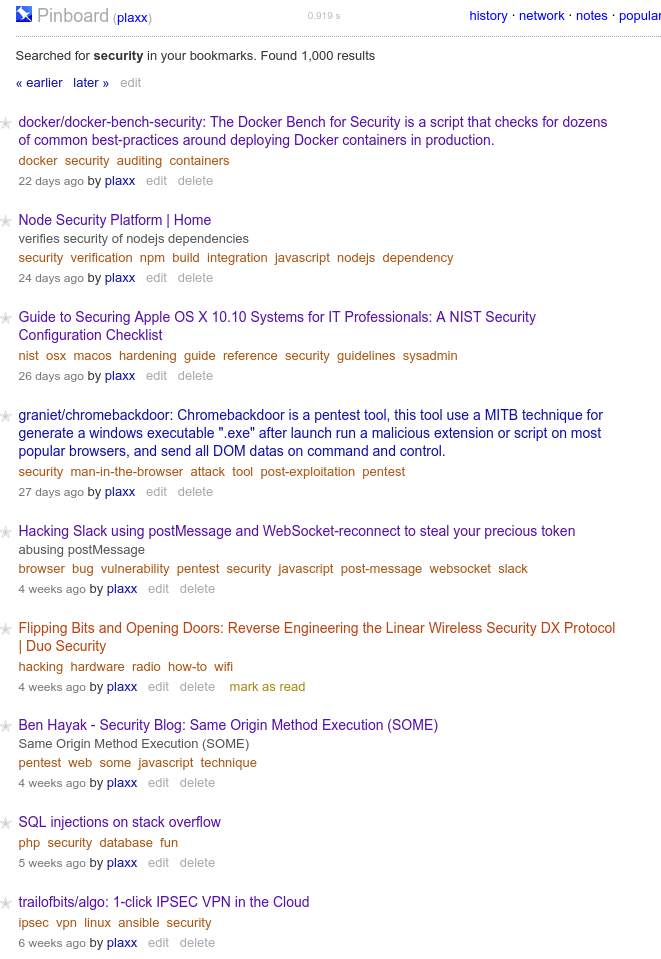 Pinboard (plaxx)
0.919 s
history · network · notes · popular
Searched for security in your bookmarks. Found 1,000 results
« earlier later » edit
docker/docker-bench-security: The Docker Bench for Security is a script that checks for dozens
of common best-practices around deploying Docker containers in production.
docker security auditing containers
22 days ago by plaxx edit delete
Node Security Platform | Home
verifies security of nodejs dependencies
security verification npm build integration javascript nodejs dependency
24 days ago by plaxx edit delete
Guide to Securing Apple OS X 10.10 Systems for IT Professionals: A NIST Security
Configuration Checklist
nist osx macos hardening guide reference security guidelines sysadmin
26 days ago by plaxx edit delete
graniet/chromebackdoor: Chromebackdoor is a pentest tool, this tool use a MITB technique for
generate a windows executable ".exe" after launch run a malicious extension or script on most
popular browsers, and send all DOM datas on command and control.
security man-in-the-browser attack tool post-exploitation pentest
27 days ago by plaxx edit delete
Hacking Slack using postMessage and WebSocket-reconnect to steal your precious token
abusing postMessage
browser bug vulnerability pentest security javascript post-message websocket slack
4 weeks ago by plaxx edit delete
Flipping Bits and Opening Doors: Reverse Engineering the Linear Wireless Security DX Protocol
| Duo Security
hacking hardware radio how-to wifi
4 weeks ago by plaxx edit delete mark as read
Ben Hayak - Security Blog: Same Origin Method Execution (SOME)
Same Origin Method Execution (SOME)
pentest web some javascript technique
4 weeks ago by plaxx edit delete
SQL injections on stack overflow
php security database fun
5 weeks ago by plaxx edit delete
trailofbits/algo: 1-click IPSEC VPN in the Cloud
ipsec vpn linux ansible security
6 weeks ago by plaxx edit delete